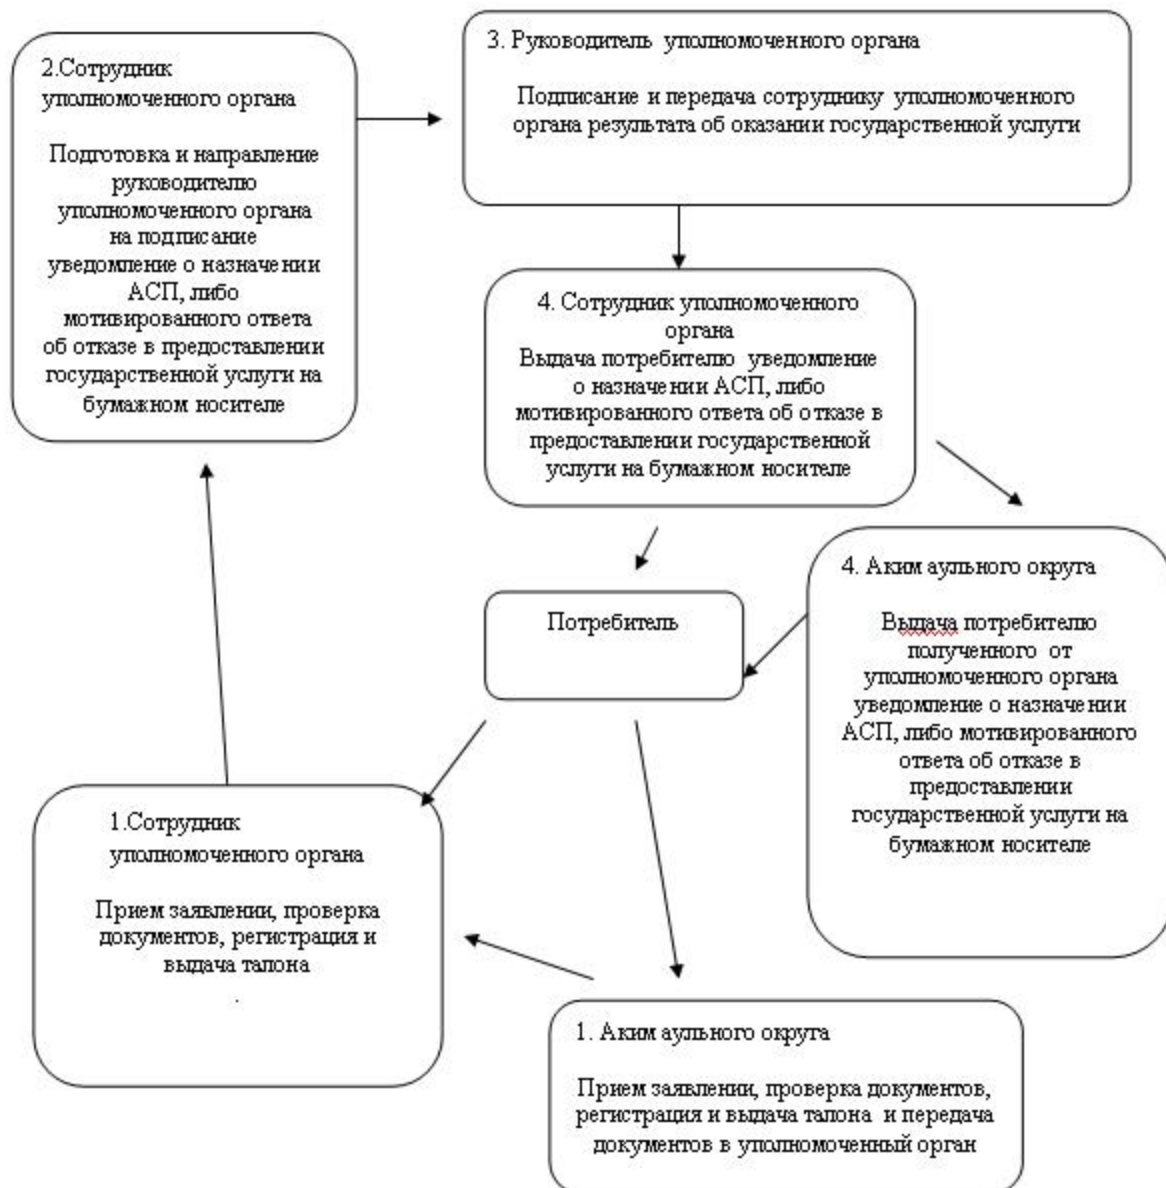 2.Сотрудник
уполномоченного органа
Подготовка и направление
руководителю
уполномоченного органа
на подписание
уведомление о назначении
АСП, либо
мотивированного ответа
об отказе в предоставлении
государственной услуги на
бумажном носителе
3. Руководитель уполномоченного органа
Подписание и передача сотруднику уполномоченного
органа результата об оказании государственной услуги
4. Сотрудник уполномоченного
органа
Выдача потребителю уведомление
о назначении АСП, либо
мотивированного ответа об отказе в
предоставлении государственной
услуги на бумажном носителе
Потребитель
4. Аким аульного округа
Выдача потребителю
полученного от
уполномоченного органа
уведомление о назначении
АСП, либо мотивированного
ответа об отказе в
предоставлении
государственной услуги на
бумажном носителе
1.Сотрудник
уполномоченного органа
Прием заявлении, проверка
документов, регистрация и
выдача талона
.
1. Аким аульного округа
Прием заявлении, проверка документов,
регистрация и выдача талона и передача
документов в уполномоченный орган